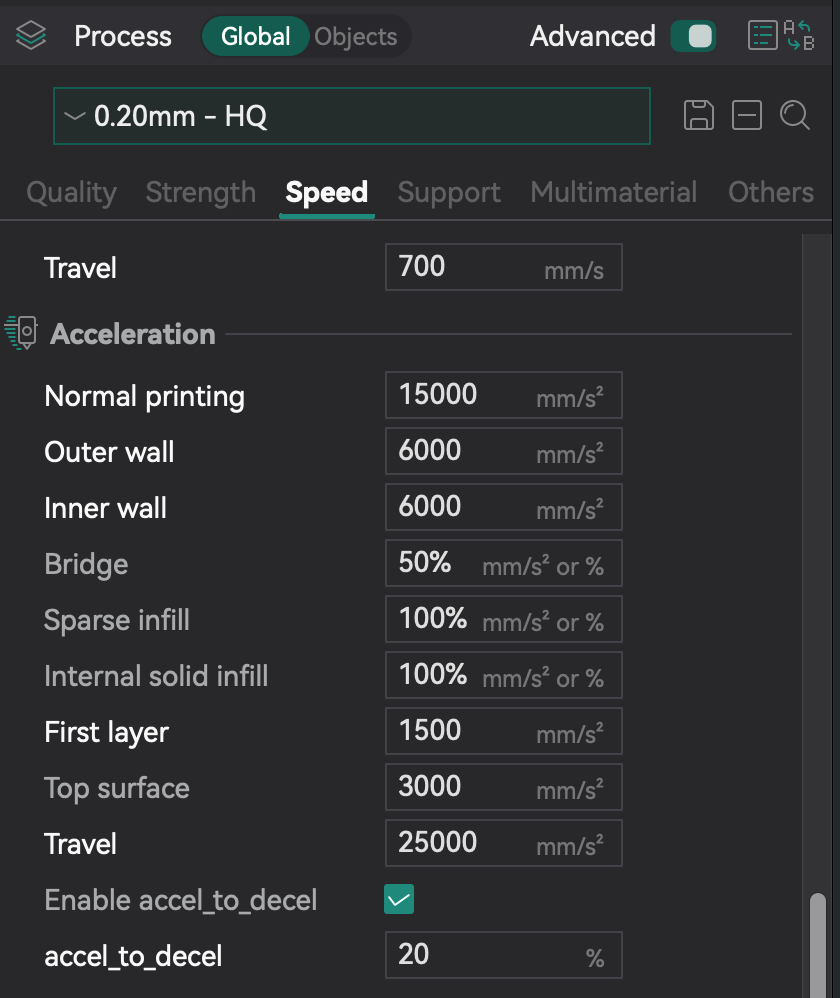 Process Global Objects Advanced
0.20mm - HQ
Quality Strength Speed Support Multimaterial Others
Travel 700 mm/s
Acceleration
Normal printing 15000 mm/s²
Outer wall 6000 mm/s²
Inner wall 6000 mm/s²
Bridge 50% mm/s² or %
Sparse infill 100% mm/s² or %
Internal solid infill 100% mm/s² or %
First layer 1500 mm/s²
Top surface 3000 mm/s²
Travel 25000 mm/s²
Enable accel_to_decel
accel_to_decel 20 %